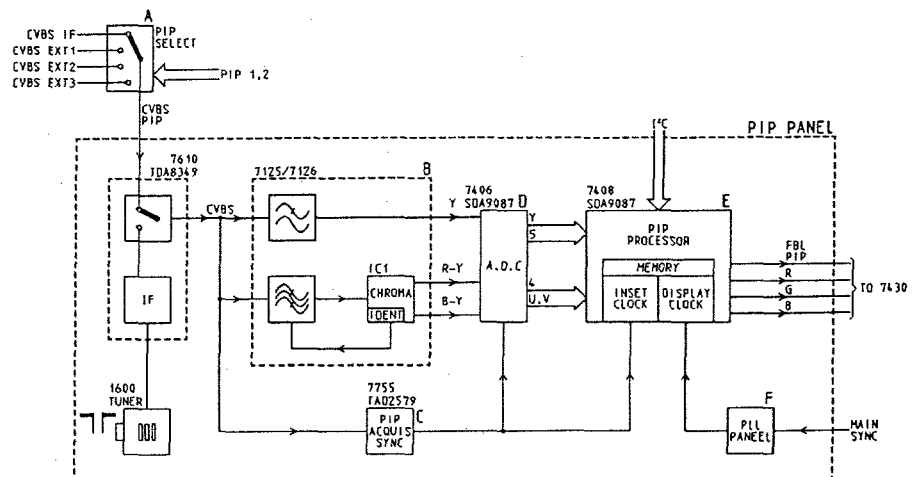 A
PIP
SELECT
CVBS IF
CVBS EXT1
CVBS EXT2
CVBS EXT3
PIP 1,2
CVBS
PIP
PIP PANEL
I²C
7610
TDA8349
7125/7126
B
CVBS
Y
7406
SDA9087
D
Y
5
7408
SDA9087
E
PIP
PROCESSOR
MEMORY
INSET
CLOCK
DISPLAY
CLOCK
A.D.C
4
U.V
FBL
PIP
R
G
B
TO 7430
IC1
CHROMA
IDENT
R-Y
B-Y
IF
1600
TUNER
7755
TAD2579
C
PIP
ACQUIS
SYNC
F
PLL
PANEEL
MAIN
SYNC